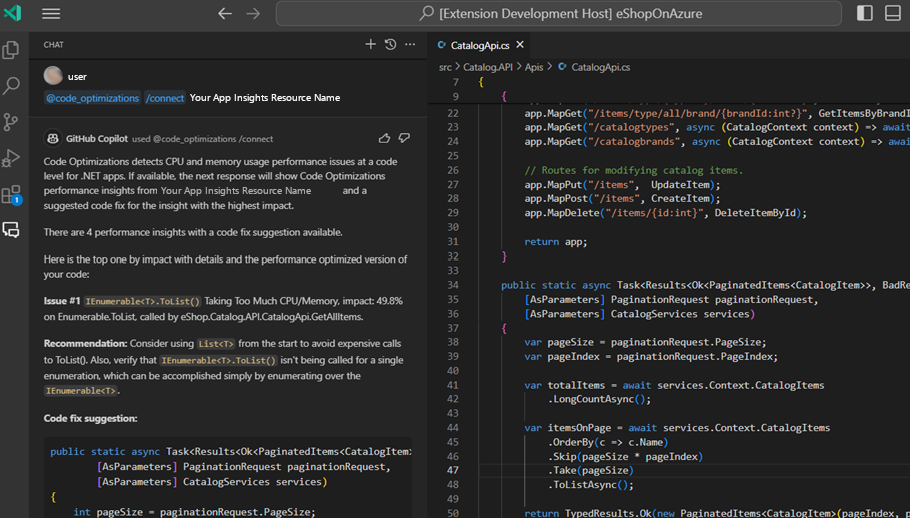 [Extension Development Host] eShopOnAzure
CHAT
user
@code_optimizations /connect Your App Insights Resource Name
GitHub Copilot used @code_optimizations /connect
Code Optimizations detects CPU and memory usage performance issues at a code
level for .NET apps. If available, the next response will show Code Optimizations
performance insights from Your App Insights Resource Name and a
suggested code fix for the insight with the highest impact.
There are 4 performance insights with a code fix suggestion available.
Here is the top one by impact with details and the performance optimized version of
your code:
Issue #1 IEnumerable<T>.ToList() Taking Too Much CPU/Memory, impact: 49.8%
on Enumerable.ToList, called by eShop.Catalog.API.CatalogApi.GetAllItems.
Recommendation: Consider using List<T> from the start to avoid expensive calls
to ToList(). Also, verify that IEnumerable<T>.ToList() isn't being called for a single
enumeration, which can be accomplished simply by enumerating over the
IEnumerable<T>.
Code fix suggestion:
public static async Task<Results<Ok<PaginatedItems<CatalogItem>
[AsParameters] PaginationRequest paginationRequest,
[AsParameters] CatalogServices services)
{
int pageSize = paginationRequest.PageSize;
1
CatalogApi.cs
src > Catalog.API > Apis > CatalogApi.cs
7 {
9 {
22 app.MapGet("/items/type/all/brand/{brandId:int?}", GetItemsByBrandI
23 app.MapGet("/catalogtypes", async (CatalogContext context) => await
24 app.MapGet("/catalogbrands", async (CatalogContext context) => awai
25
26 // Routes for modifying catalog items.
27 app.MapPut("/items", UpdateItem);
28 app.MapPost("/items", CreateItem);
29 app.MapDelete("/items/{id:int}", DeleteItemById);
30
31 return app;
32 }
33
34 public static async Task<Results<Ok<PaginatedItems<CatalogItem>>, BadRe
35 [AsParameters] PaginationRequest paginationRequest,
36 [AsParameters] CatalogServices services)
37 {
38 var pageSize = paginationRequest.PageSize;
39 var pageIndex = paginationRequest.PageIndex;
40
41 var totalItems = await services.Context.CatalogItems
42 .LongCountAsync();
43
44 var itemsOnPage = await services.Context.CatalogItems
45 .OrderBy(c => c.Name)
46 .Skip(pageSize * pageIndex)
47 .Take(pageSize)
48 .ToListAsync();
49
50 return TypedResults.Ok(new PaginatedItems<CatalogItem>(pageIndex, p